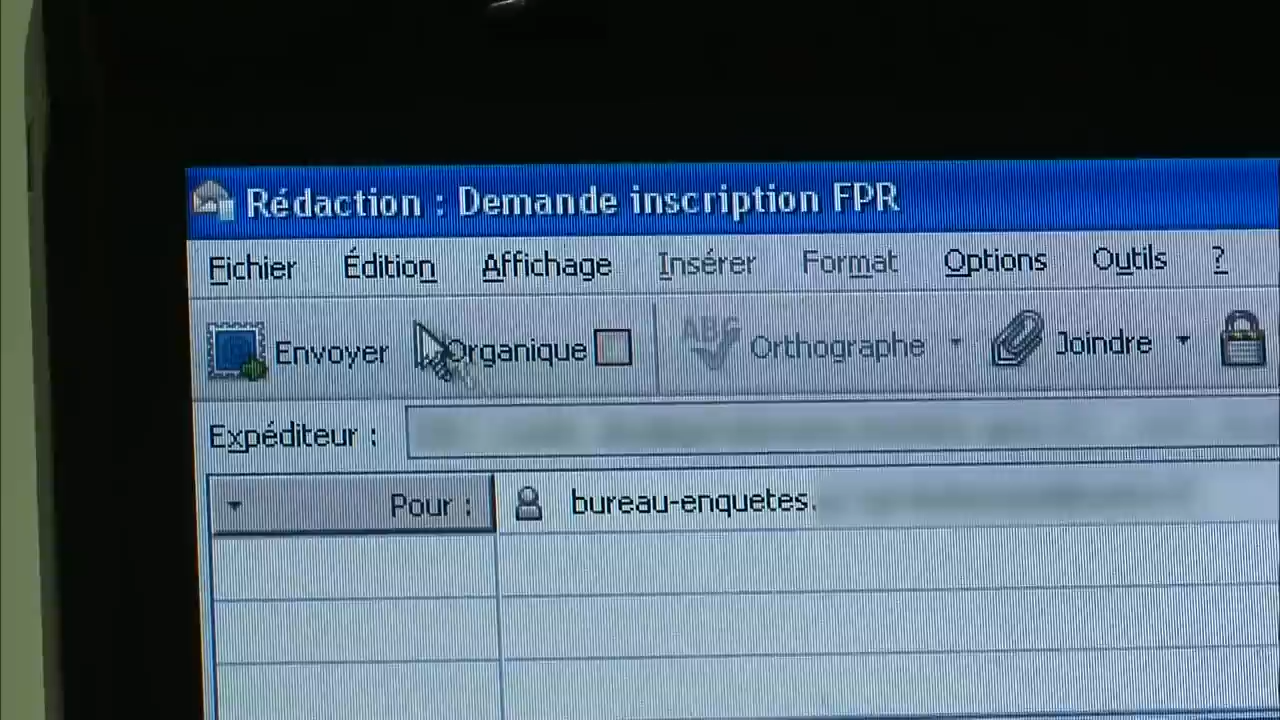 Rédaction : Demande inscription FPR
Fichier Édition Affichage Insérer Format Options Outils ?
Envoyer Organique ABC Orthographe Joindre
Expéditeur :
Pour : bureau-enquetes.